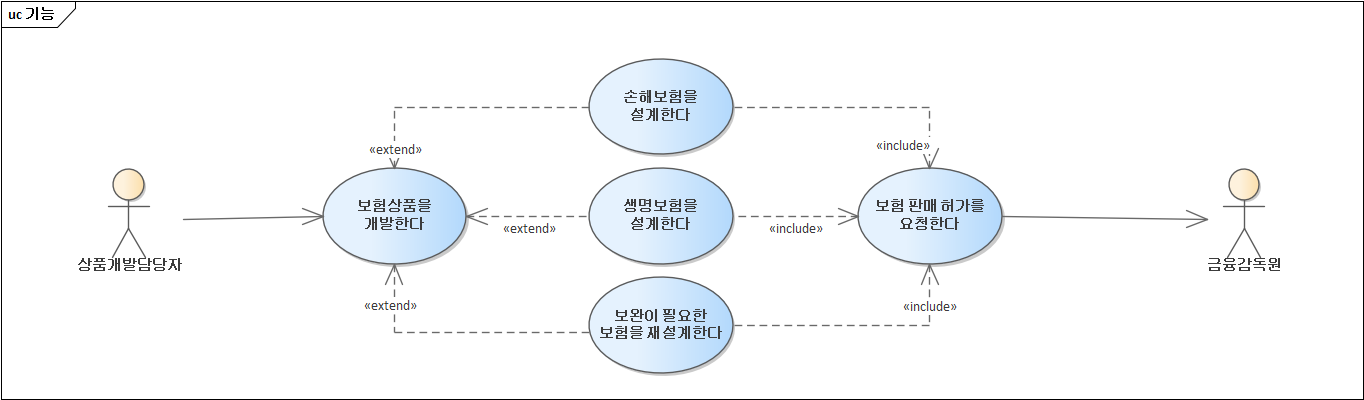 uc 기능
손해보험을
설계한다
«extend»
«include»
보험상품을
개발한다
생명보험을
설계한다
보험 판매 허가를
요청한다
«extend»
«include»
상품개발담당자
금융감독원
«extend»
«include»
보완이 필요한
보험을 재설계한다